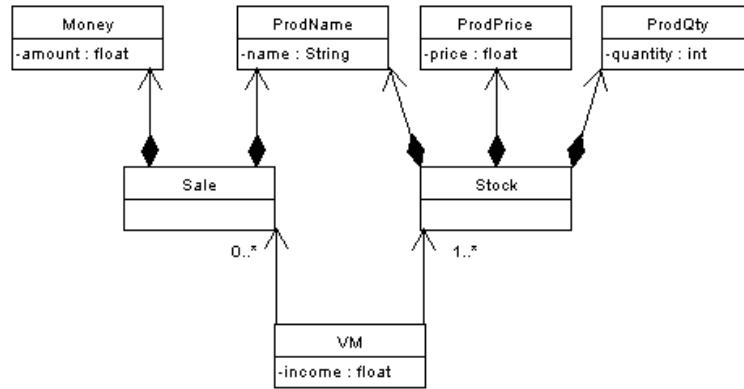 Money
ProdName
ProdPrice
ProdQty
-amount : float
-name : String
-price : float
-quantity : int
Sale
Stock
0..*
1..*
VM
-income : float